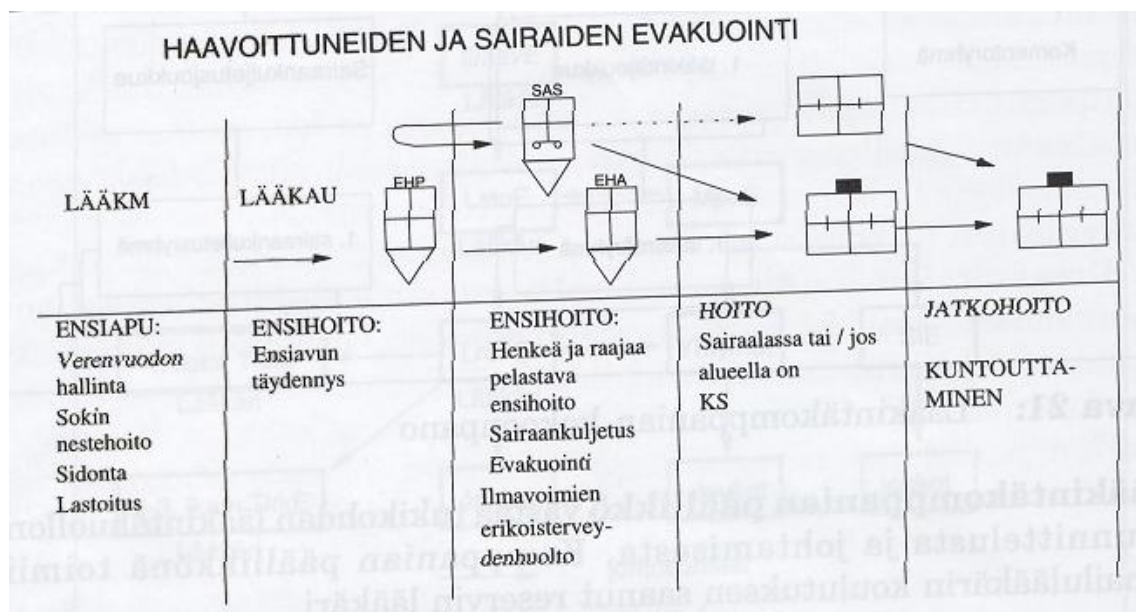 HAAVOITTUNEIDEN JA SAIRAIDEN EVAKUOINTI
SAS
LÄÄKM
LÄÄKAU
EHP
EHA
ENSIAPU:
Verenvuodon
hallinta
Sokin
nestehoito
Sidonta
Lastoitus
ENSIHOITO:
Ensiavun
täydennys
ENSIHOITO:
Henkeä ja raajaa
pelastava
ensihoito
Sairaankuljetus
Evakuointi
Ilmavoimien
erikoistervey-
denhuolto
HOITO
Sairaalassa tai / jos
alueella on
KS
JATKOHOITO
KUNTOUTTA-
MINEN